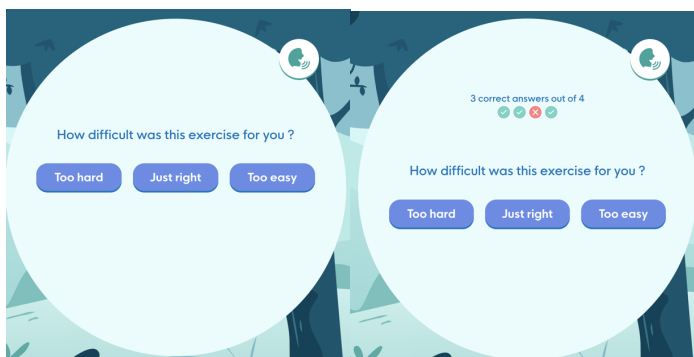 How difficult was this exercise for you ?
Too hard Just right Too easy
3 correct answers out of 4
How difficult was this exercise for you ?
Too hard Just right Too easy